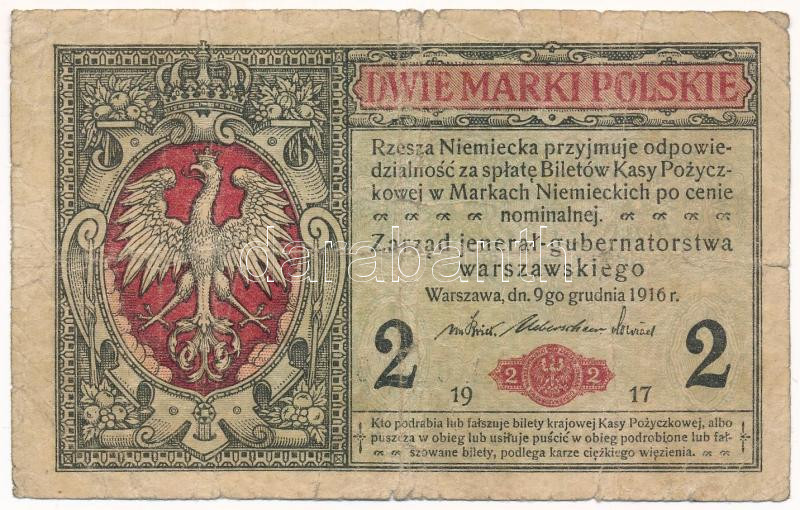 DWIE MARKI POLSKIE
Rzesza Niemiecka przyjmuje odpowie-
dzialność za spłatę Biletów Kasy Pożycz-
kowej w Markach Niemieckich po cenie
nominalnej.
Zarząd jenerał-gubernatorstwa
warszawskiego
Warszawa, dn. 9go grudnia 1916 r.
2
2
2 2
19 17
Kto podrabia lub fałszuje bilety krajowej Kasy Pożyczkowej, albo
puszcza w obieg lub usiłuje puścić w obieg podrobione lub fał-
szowane bilety, podlega karze ciężkiego więzienia.
darabanth